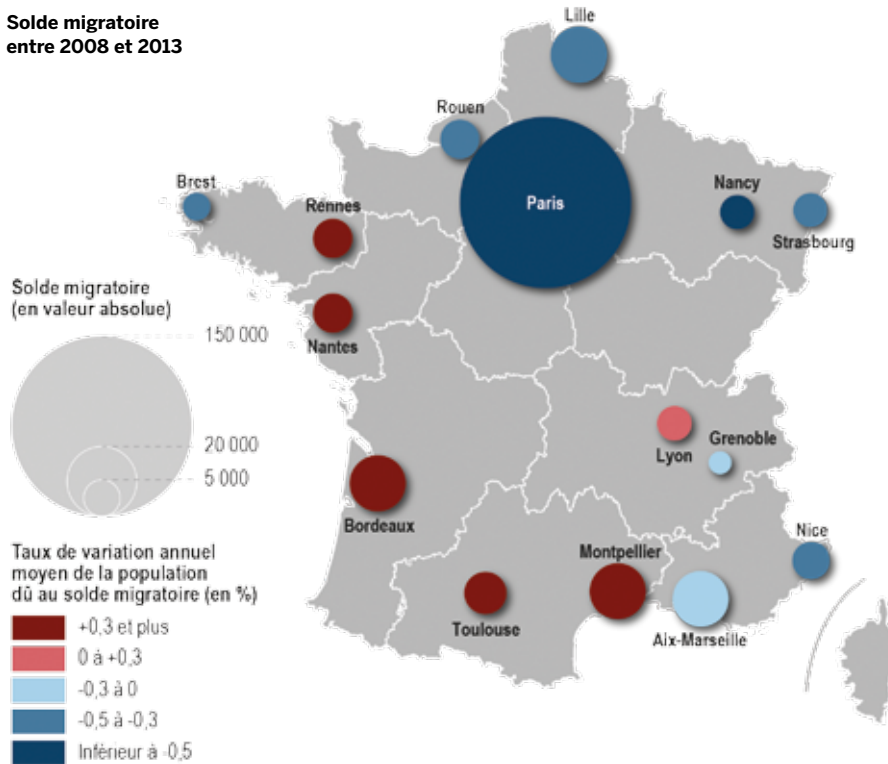 Solde migratoire
entre 2008 et 2013
Lille
Rouen
Brest
Rennes
Paris
Nancy
Strasbourg
Nantes
Solde migratoire
(en valeur absolue)
150 000
20 000
5 000
Lyon
Grenoble
Bordeaux
Nice
Montpellier
Toulouse
Aix-Marseille
Taux de variation annuel
moyen de la population
dû au solde migratoire (en %)
+0,3 et plus
0 à +0,3
-0,3 à 0
-0,5 à -0,3
Inférieur à -0,5